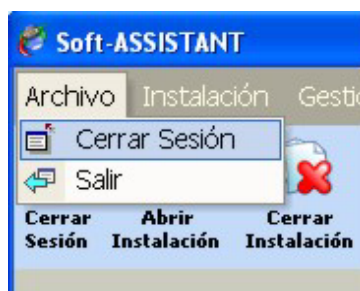 Soft-ASSISTANT
Archivo Instalación Gesti
Cerrar Sesión
Salir
Cerrar Abrir Cerrar
Sesión Instalación Instalación